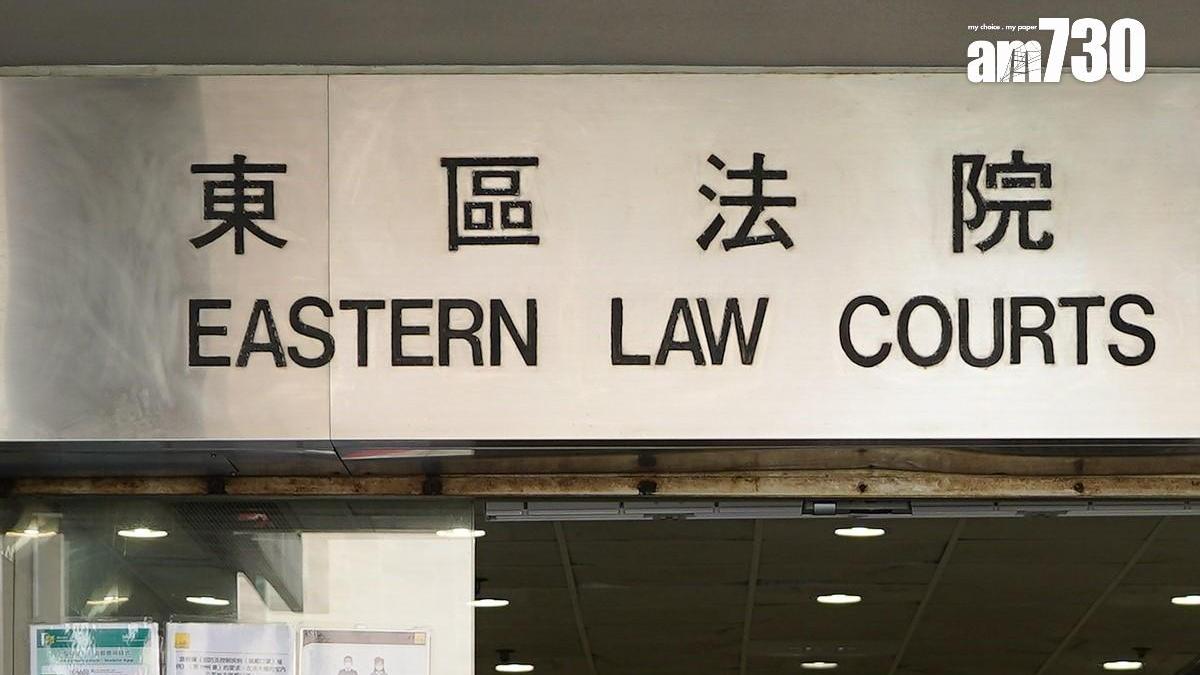 my choice . my paper
am730
東區法院
EASTERN LAW COURTS